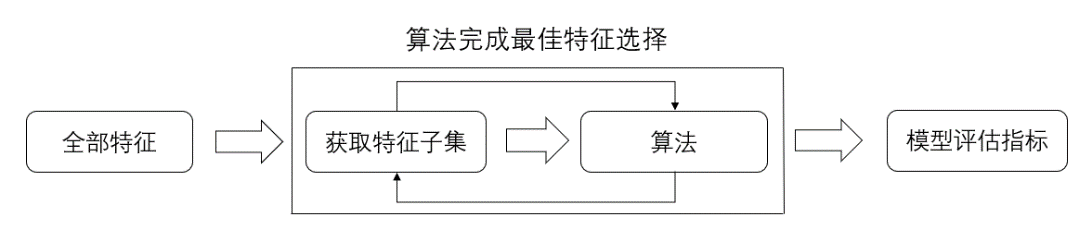 算法完成最佳特征选择
全部特征
获取特征子集
算法
模型评估指标